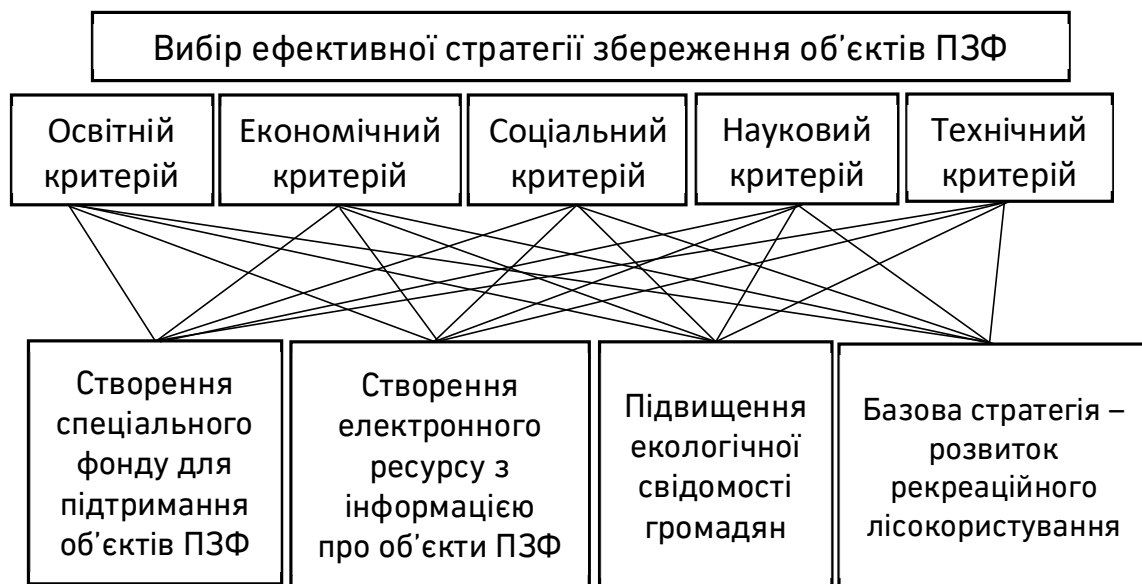 Вибір ефективної стратегії збереження об’єктів ПЗФ
Освітній
критерій
Економічний
критерій
Соціальний
критерій
Науковий
критерій
Технічний
критерій
Створення
спеціального
фонду для
підтримання
об’єктів ПЗФ
Створення
електронного
ресурсу з
інформацією
про об’єкти ПЗФ
Підвищення
екологічної
свідомості
громадян
Базова стратегія –
розвиток
рекреаційного
лісокористування